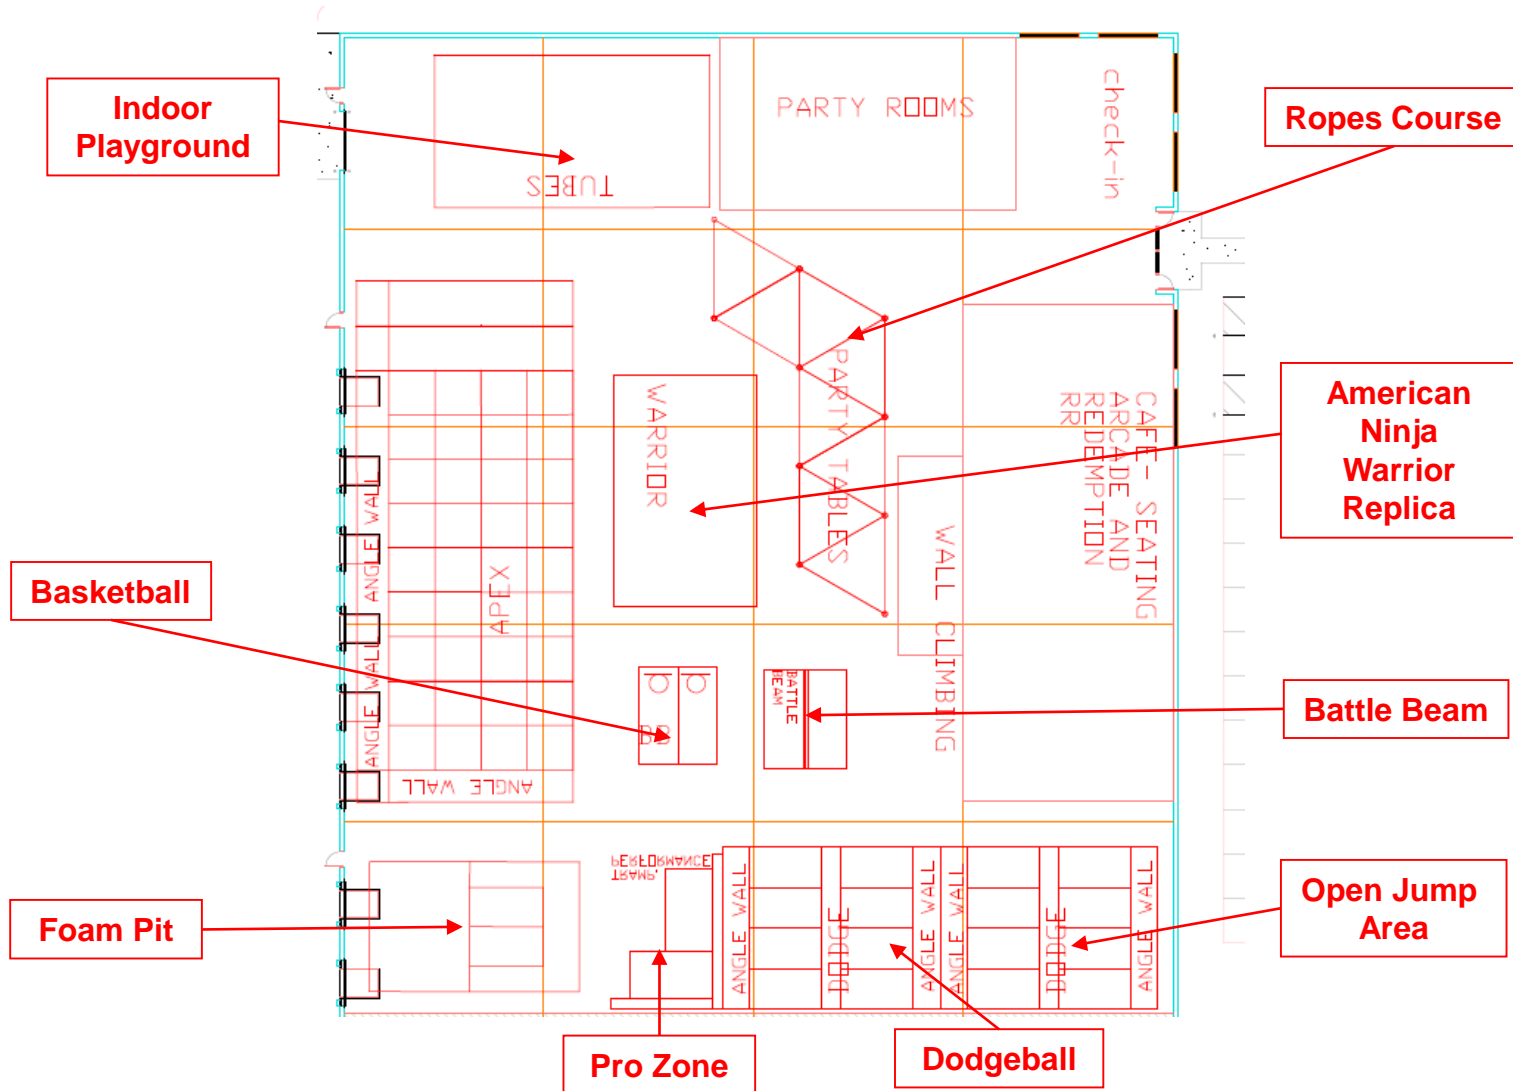 Indoor
Playground
PARTY ROOMS
check-in
Ropes Course
TUBES
PARTY TABLES
WARRIOR
CAFE- SEATING
ARCADE AND
REDEMPTION
RR
American
Ninja
Warrior
Replica
ANGLE WALL
ANGLE WALL
APEX
WALL CLIMBING
Basketball
BB
BATTLE
BEAM
Battle Beam
ANGLE WALL
PERFORMANCE
TRAMP.
ANGLE WALL
DODGE
ANGLE WALL
ANGLE WALL
DODGE
ANGLE WALL
Open Jump
Area
Foam Pit
Pro Zone
Dodgeball